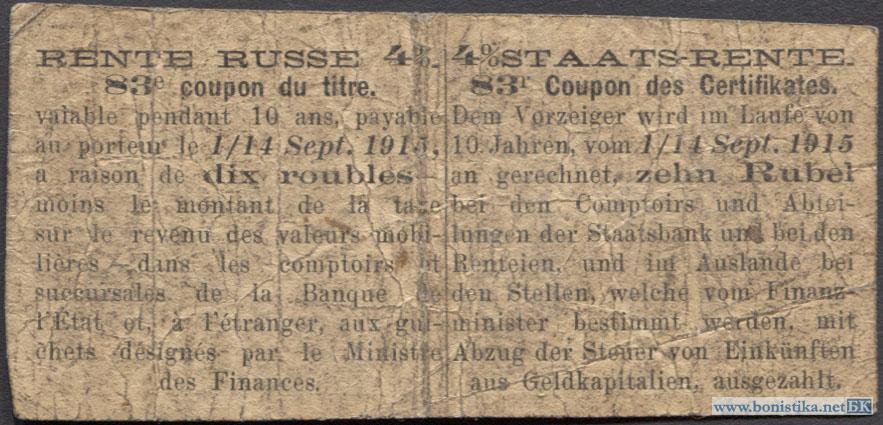 RENTE RUSSE 4%.
83e coupon du titre.
valable pendant 10 ans, payable
au porteur le 1/14 Sept. 1915,
a raison de dix roubles
moins le montant de la taxe
sur le revenu des valeurs mobi-
lières — dans les comptoirs et
succursales de la Banque de
l'État et, à l'étranger, aux gui-
chets désignés par le Ministre
des Finances.
4% STAATS-RENTE.
83r Coupon des Certifikates.
Dem Vorzeiger wird im Laufe von
10 Jahren, vom 1/14 Sept. 1915
an gerechnet, zehn Rubel
bei den Comptoirs und Abtei-
lungen der Staatsbank und bei den
Renteien, und im Auslande bei
den Stellen, welche vom Finanz-
minister bestimmt werden, mit
Abzug der Steuer von Einkünften
aus Geldkapitalien, ausgezahlt.
www.bonistika.net БК